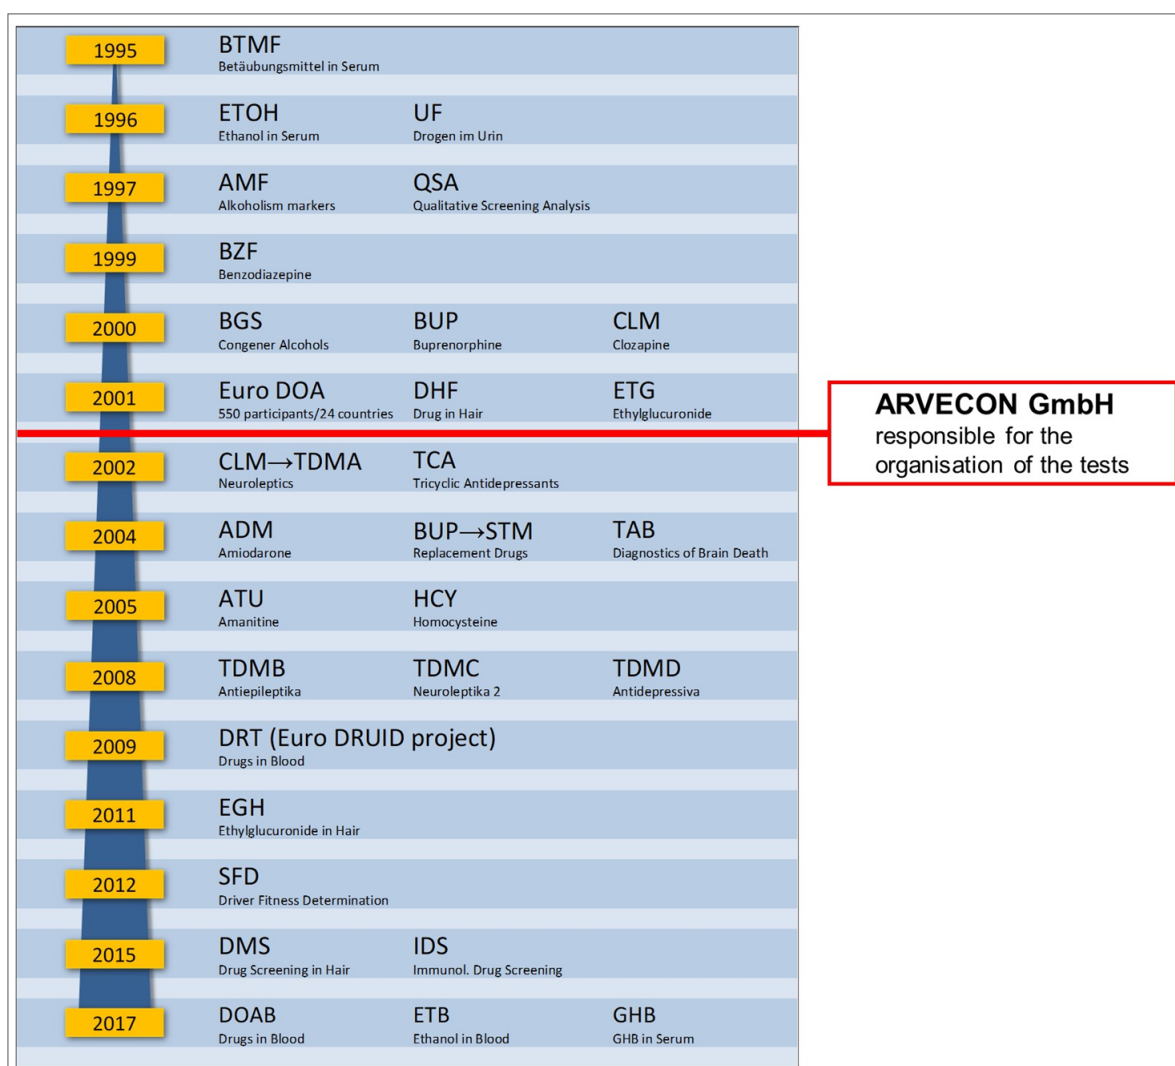 1995
BTMF
Betäubungsmittel in Serum
1996
ETOH UF
Ethanol in Serum Drogen im Urin
1997
AMF QSA
Alkoholism markers Qualitative Screening Analysis
1999
BZF
Benzodiazepine
2000
BGS BUP CLM
Congener Alcohols Buprenorphine Clozapine
2001
Euro DOA DHF ETG
550 participants/24 countries Drug in Hair Ethylglucuronide
ARVECON GmbH
responsible for the
organisation of the tests
2002
CLM→TDMA TCA
Neuroleptics Tricyclic Antidepressants
2004
ADM BUP→STM TAB
Amiodarone Replacement Drugs Diagnostics of Brain Death
2005
ATU HCY
Amanitine Homocysteine
2008
TDMB TDMC TDMD
Antiepileptika Neuroleptika 2 Antidepressiva
2009
DRT (Euro DRUID project)
Drugs in Blood
2011
EGH
Ethylglucuronide in Hair
2012
SFD
Driver Fitness Determination
2015
DMS IDS
Drug Screening in Hair Immunol. Drug Screening
2017
DOAB ETB GHB
Drugs in Blood Ethanol in Blood GHB in Serum